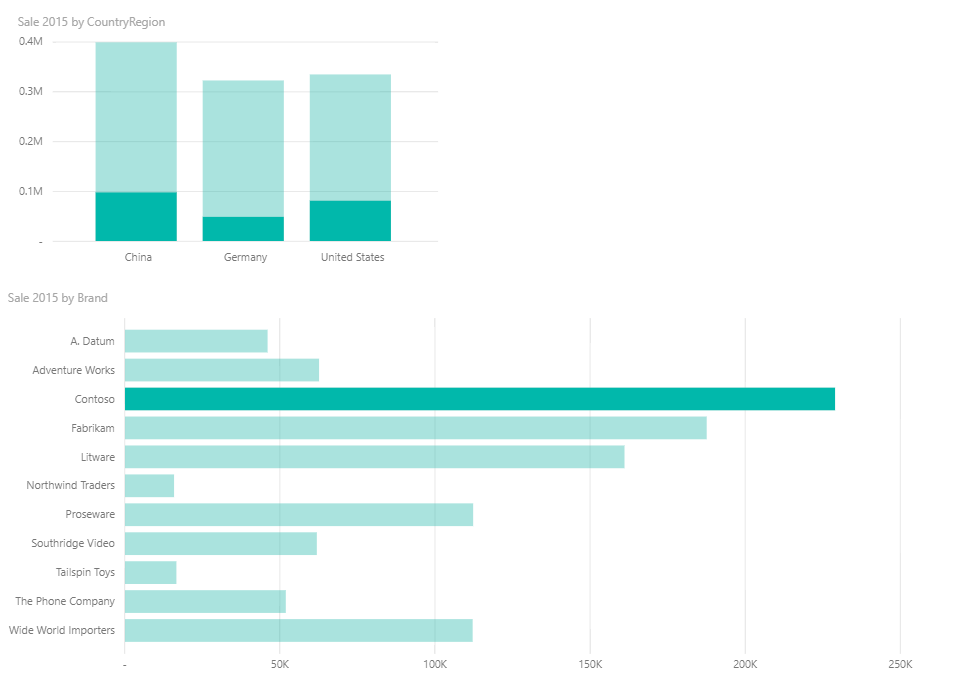 Sale 2015 by CountryRegion
0.4M
0.3M
0.2M
0.1M
-
China Germany United States
Sale 2015 by Brand
A. Datum
Adventure Works
Contoso
Fabrikam
Litware
Northwind Traders
Proseware
Southridge Video
Tailspin Toys
The Phone Company
Wide World Importers
- 50K 100K 150K 200K 250K